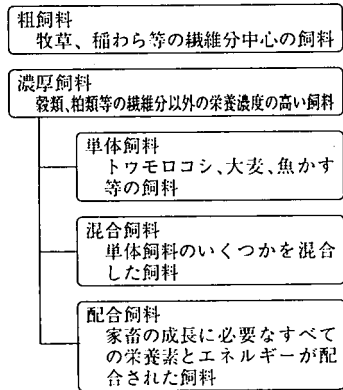 粗飼料
牧草、稲わら等の繊維分中心の飼料
濃厚飼料
穀類、粕類等の繊維分以外の栄養濃度の高い飼料
単体飼料
トウモロコシ、大麦、魚かす
等の飼料
混合飼料
単体飼料のいくつかを混合
した飼料
配合飼料
家畜の成長に必要なすべて
の栄養素とエネルギーが配
合された飼料